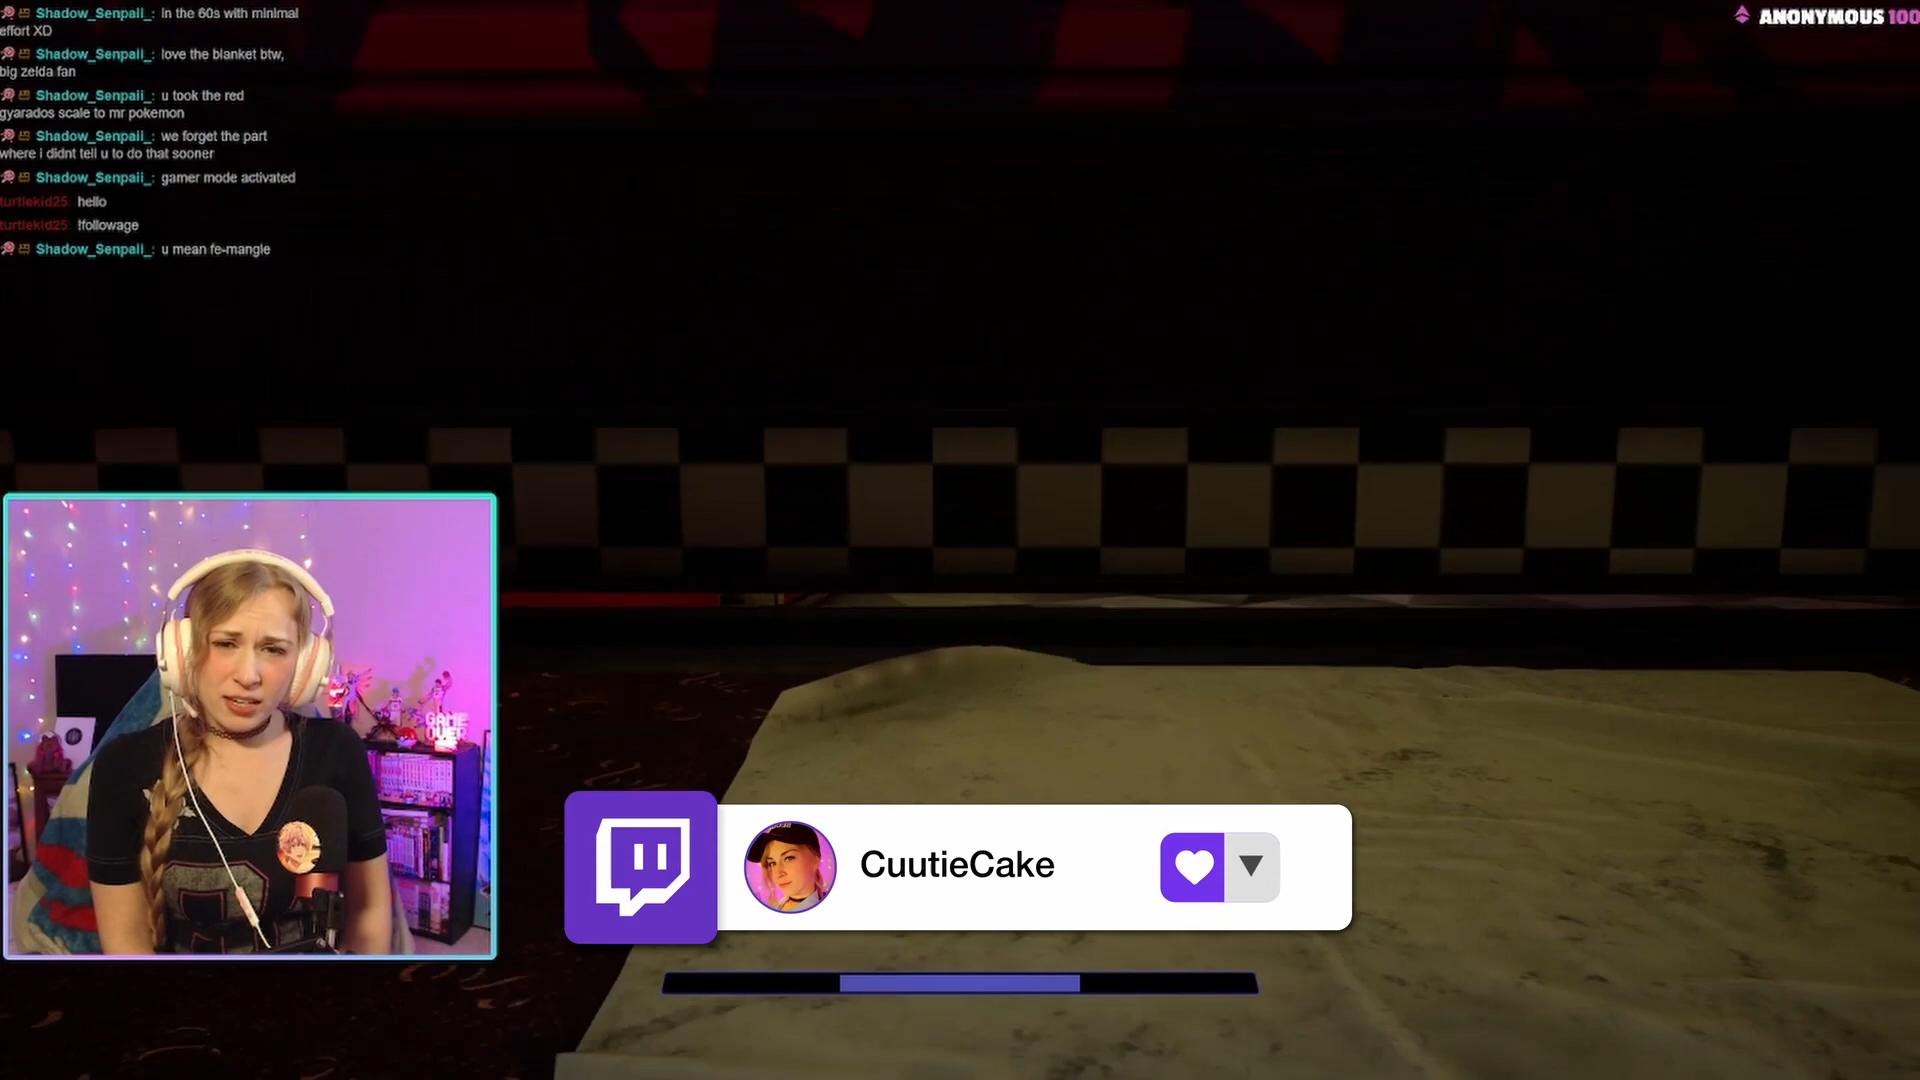 Shadow_Senpaii_: in the 60s with minimal
effort XD
Shadow_Senpaii_: love the blanket btw,
big zelda fan
Shadow_Senpaii_: u took the red
gyarados scale to mr pokemon
Shadow_Senpaii_: we forget the part
where i didnt tell u to do that sooner
Shadow_Senpaii_: gamer mode activated
turtlekid25: hello
turtlekid25: !followage
Shadow_Senpaii_: u mean fe-mangle
ANONYMOUS 100
GAME
OVER
CuutieCake